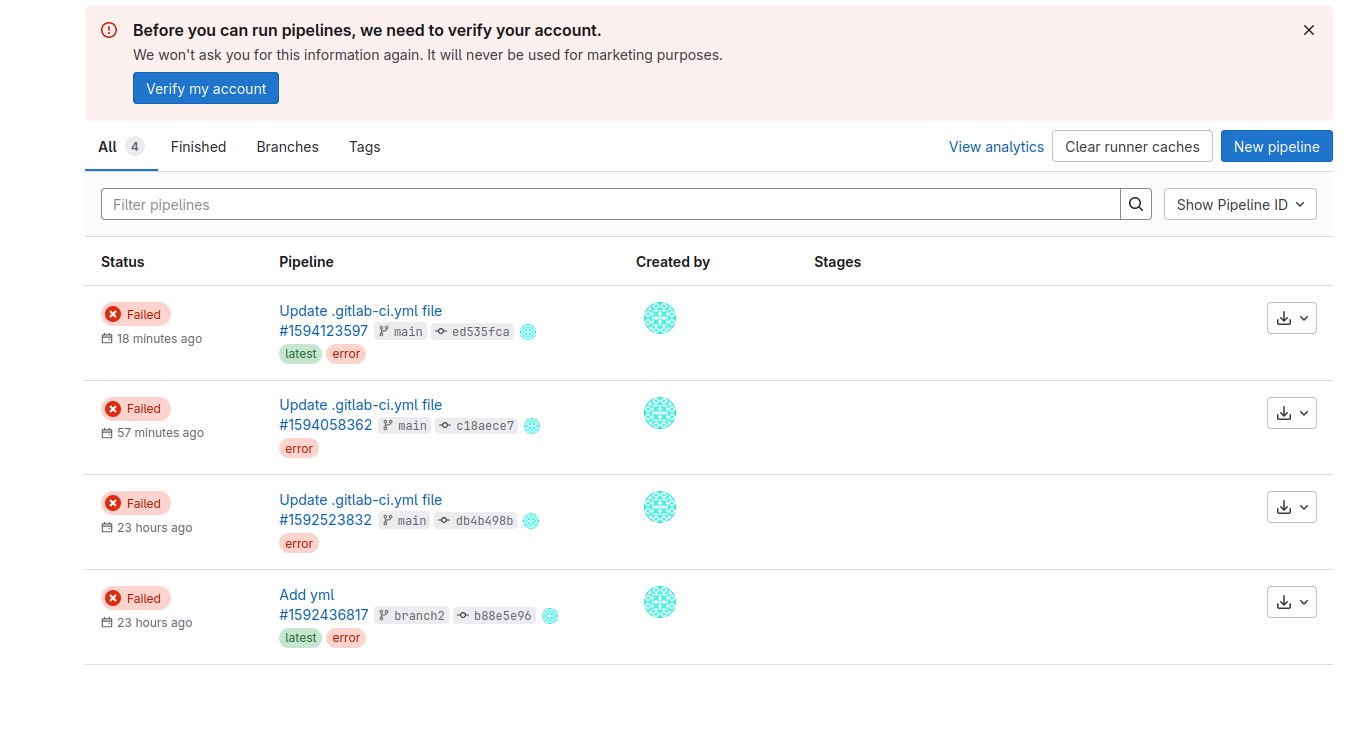 Before you can run pipelines, we need to verify your account.
We won't ask you for this information again. It will never be used for marketing purposes.
Verify my account
All 4 Finished Branches Tags View analytics Clear runner caches New pipeline
Filter pipelines Show Pipeline ID
Status Pipeline Created by Stages
Failed Update .gitlab-ci.yml file
#1594123597 main ed535fca
18 minutes ago
latest error
Failed Update .gitlab-ci.yml file
#1594058362 main c18aece7
57 minutes ago
error
Failed Update .gitlab-ci.yml file
#1592523832 main db4b498b
23 hours ago
error
Failed Add yml
#1592436817 branch2 b88e5e96
23 hours ago
latest error